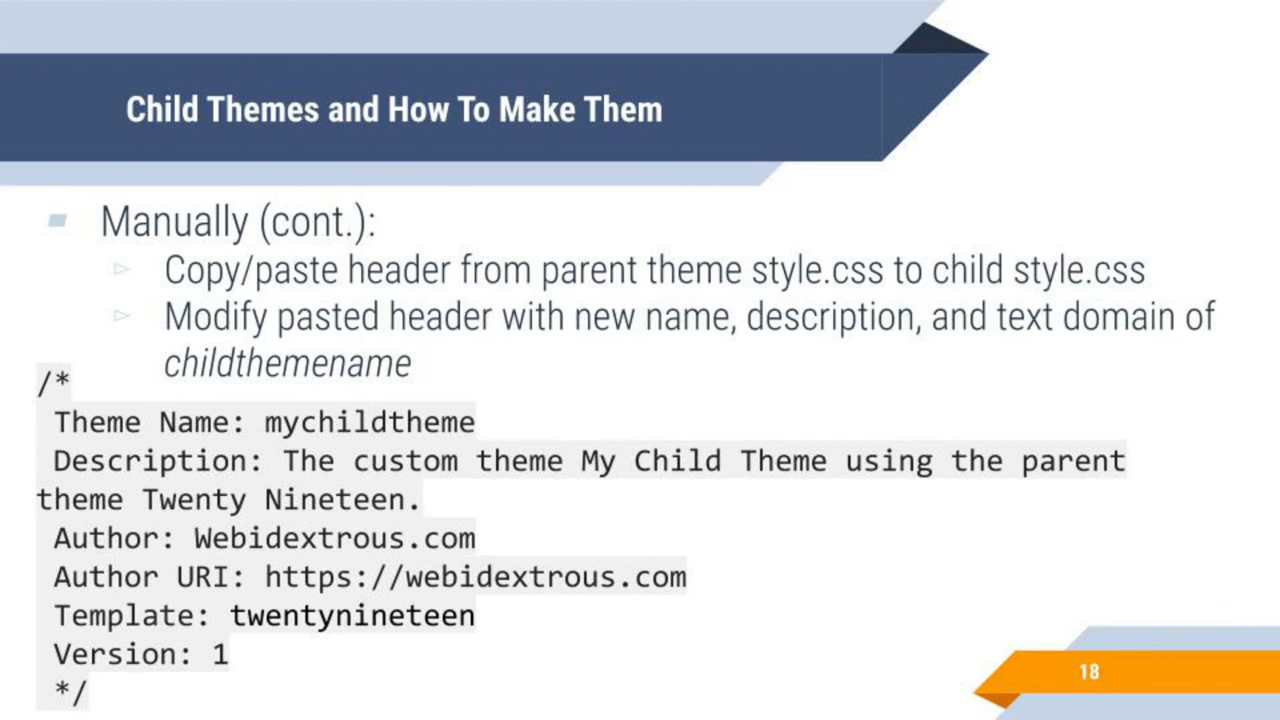 Child Themes and How To Make Them
Manually (cont.):
Copy/paste header from parent theme style.css to child style.css
Modify pasted header with new name, description, and text domain of
childthemename
/*
Theme Name: mychildtheme
Description: The custom theme My Child Theme using the parent
theme Twenty Nineteen.
Author: Webidextrous.com
Author URI: https://webidextrous.com
Template: twentynineteen
Version: 1
*/
18